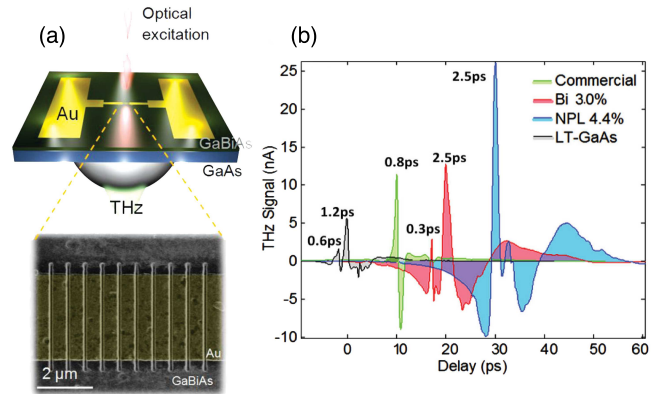 (a)
Optical
excitation
Au
GaBiAs
GaAs
THz
Au
2 µm
GaBiAs
(b)
THz Signal (nA)
25
20
15
10
5
0
-5
-10
0
10
20
30
40
50
60
Delay (ps)
0.6ps
1.2ps
0.8ps
0.3ps
2.5ps
2.5ps
Commercial
Bi 3.0%
NPL 4.4%
LT-GaAs